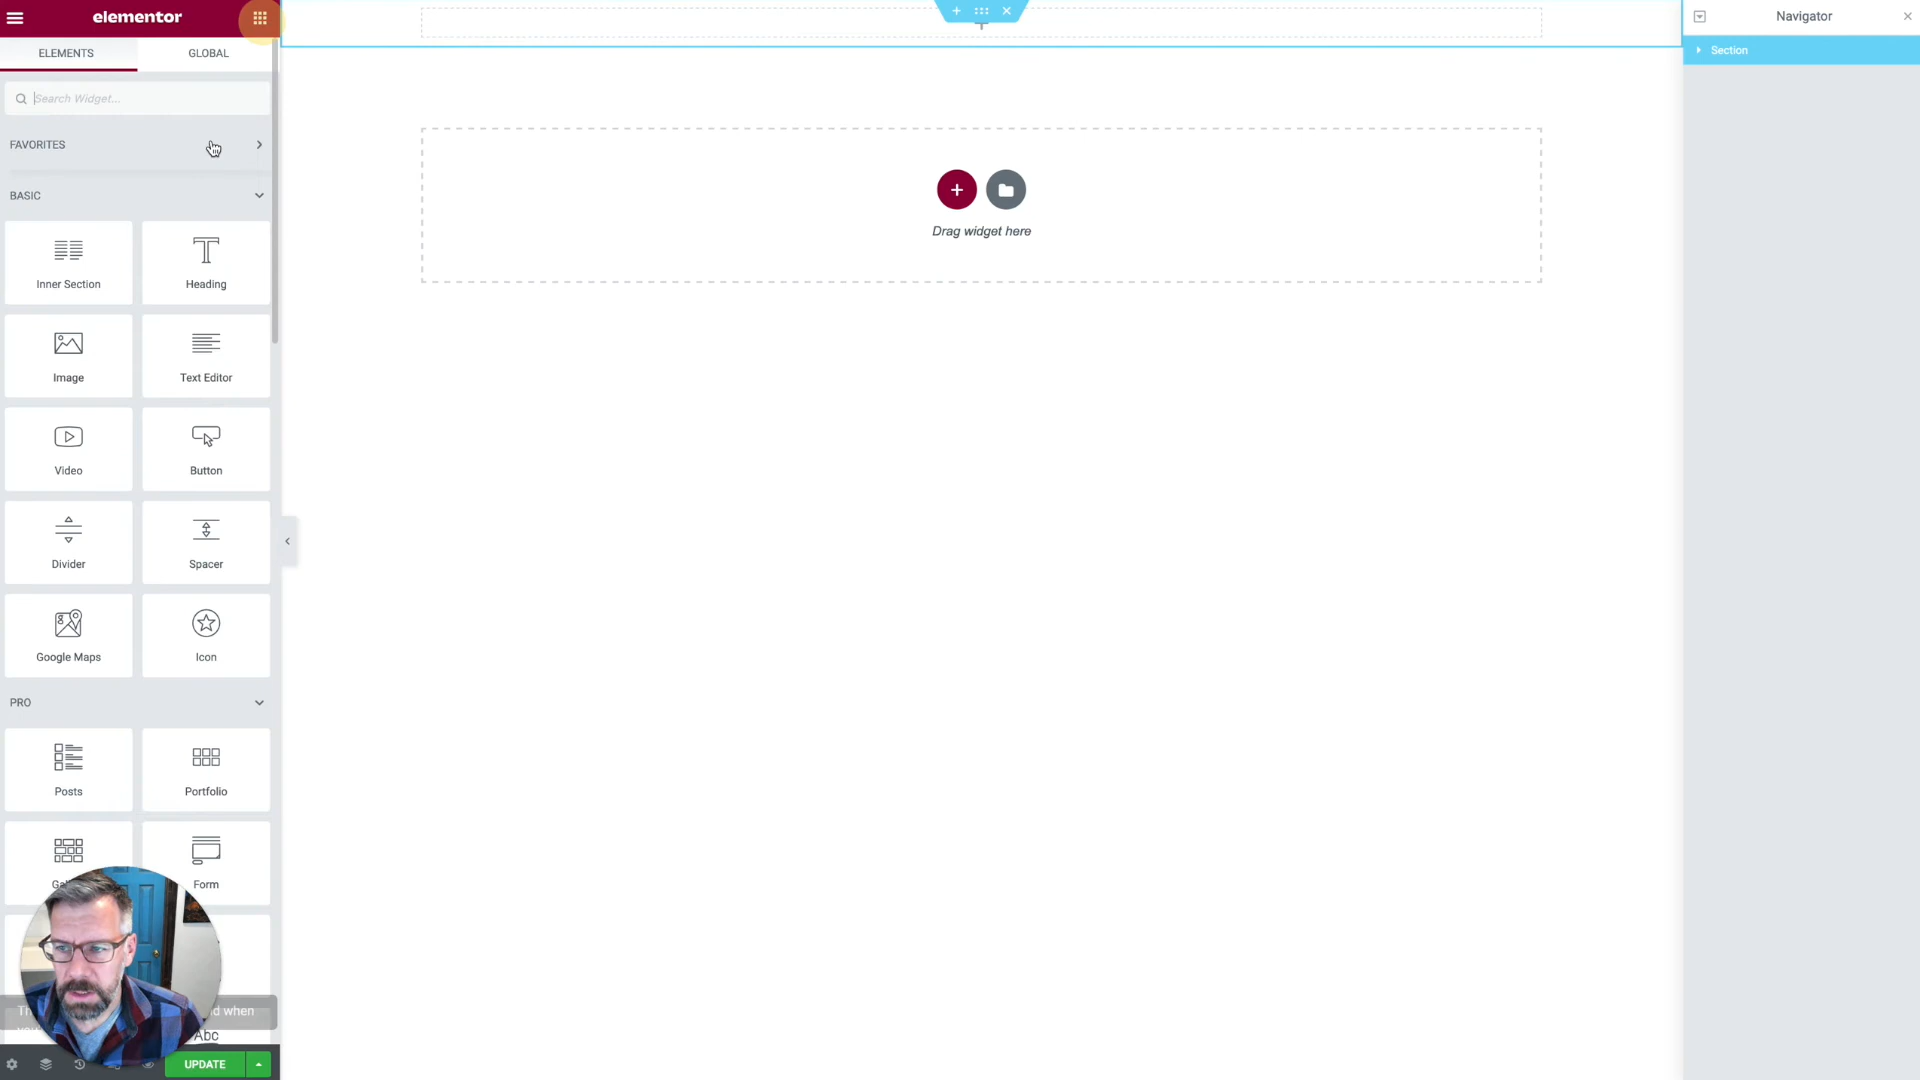 elementor
Navigator
ELEMENTS
GLOBAL
Section
Search Widget...
FAVORITES
BASIC
Drag widget here
Inner Section
Heading
Image
Text Editor
Video
Button
Divider
Spacer
Google Maps
Icon
PRO
Posts
Portfolio
Form
d when
Abc
UPDATE